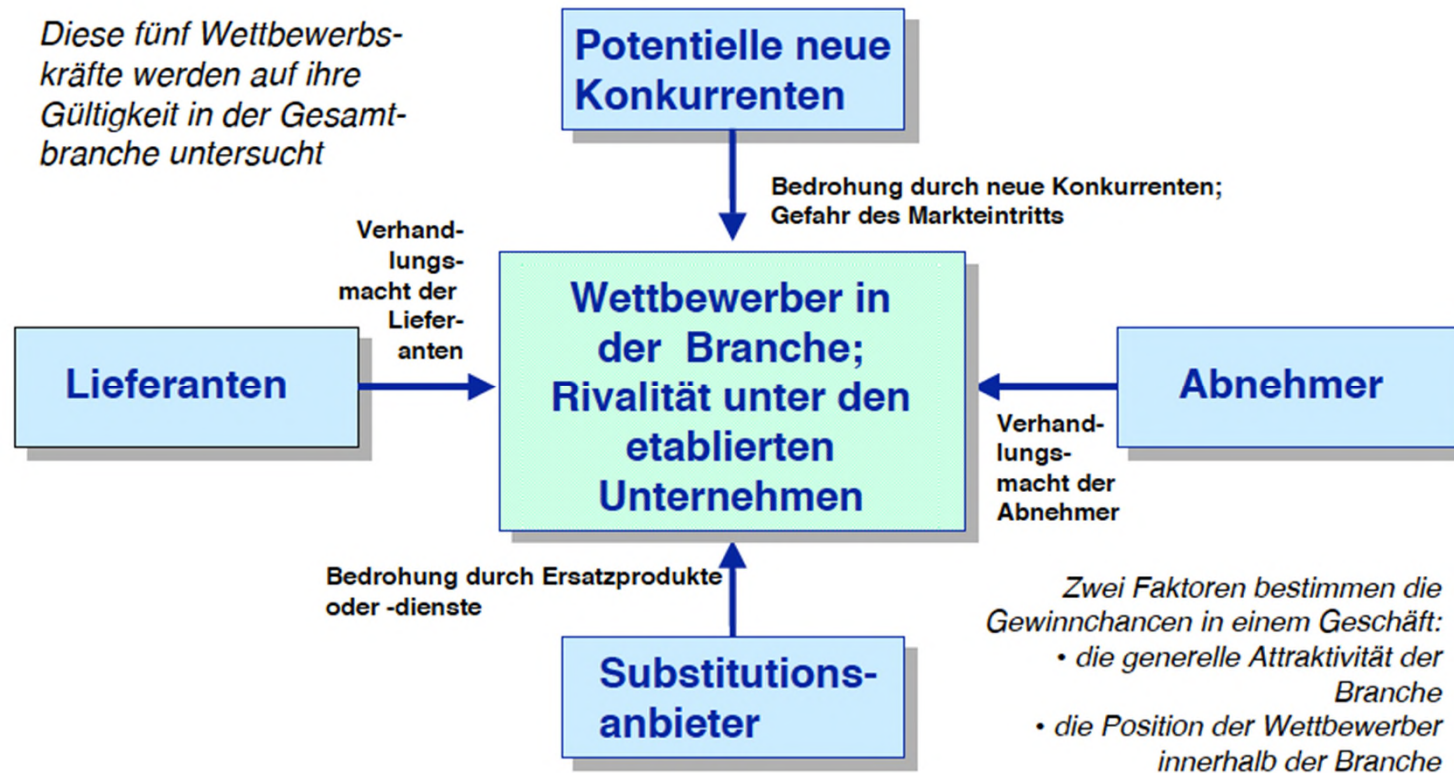 Diese fünf Wettbewerbs-
kräfte werden auf ihre
Gültigkeit in der Gesamt-
branche untersucht
Potentielle neue
Konkurrenten
Bedrohung durch neue Konkurrenten;
Gefahr des Markteintritts
Verhand-
lungs-
macht der
Liefer-
anten
Lieferanten
Wettbewerber in
der Branche;
Rivalität unter den
etablierten
Unternehmen
Abnehmer
Verhand-
lungs-
macht der
Abnehmer
Bedrohung durch Ersatzprodukte
oder -dienste
Substitutions-
anbieter
Zwei Faktoren bestimmen die
Gewinnchancen in einem Geschäft:
• die generelle Attraktivität der
Branche
• die Position der Wettbewerber
innerhalb der Branche